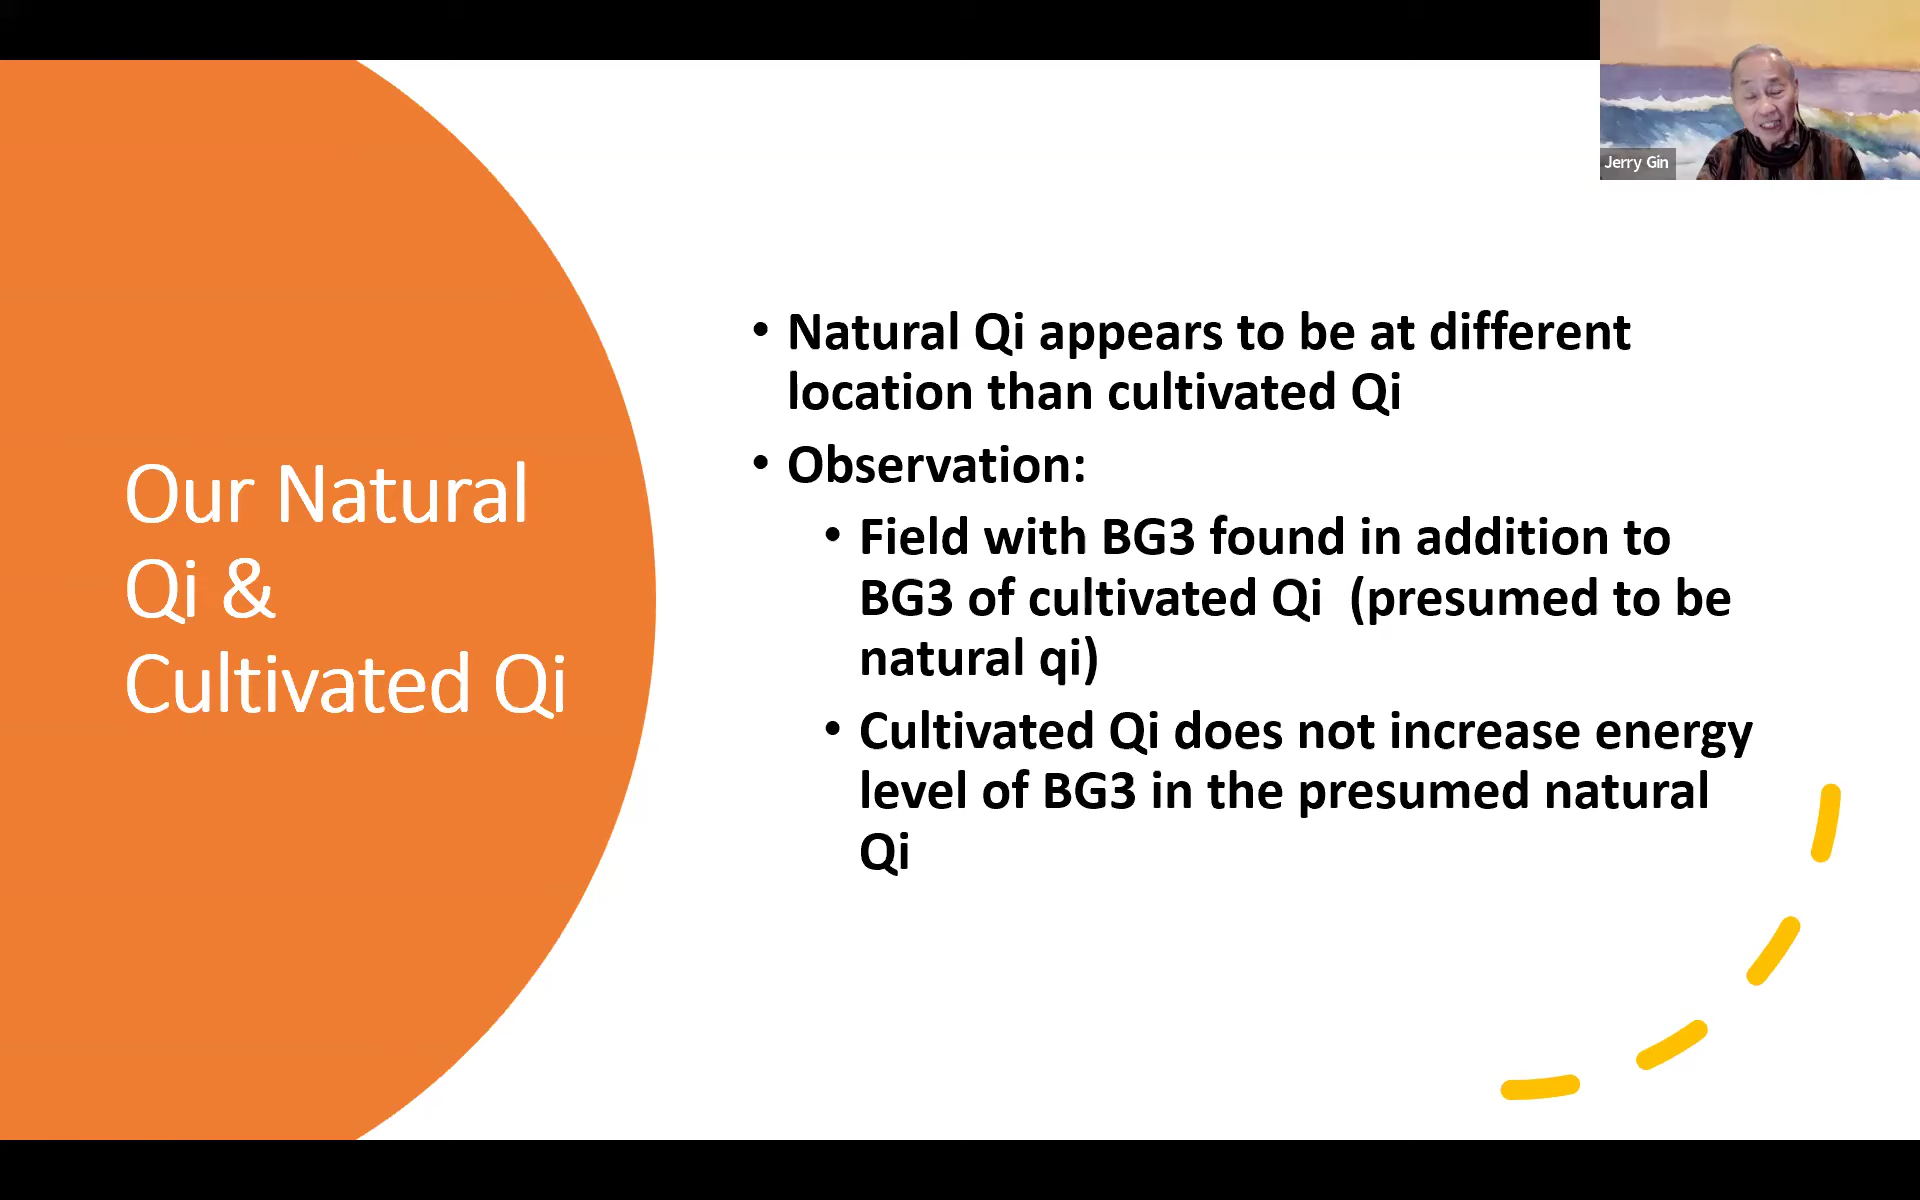 Jerry Gin
Our Natural
Qi &
Cultivated Qi
• Natural Qi appears to be at different
location than cultivated Qi
• Observation:
• Field with BG3 found in addition to
BG3 of cultivated Qi (presumed to be
natural qi)
• Cultivated Qi does not increase energy
level of BG3 in the presumed natural
Qi